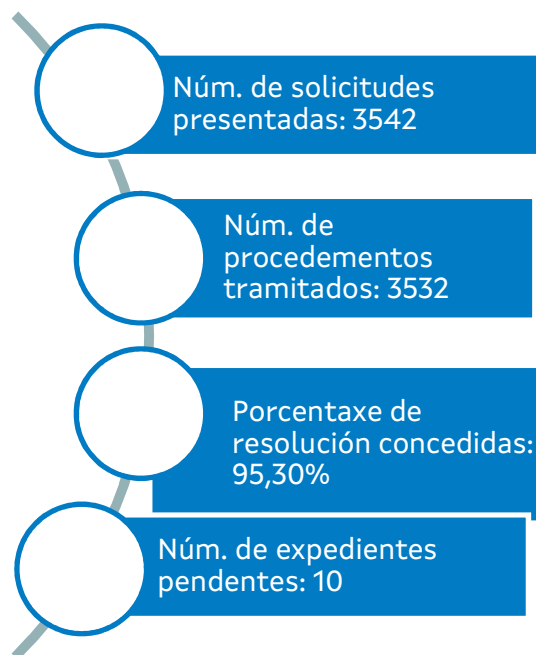 Núm. de solicitudes
presentadas: 3542
Núm. de
procedementos
tramitados: 3532
Porcentaxe de
resolución concedidas:
95,30%
Núm. de expedientes
pendentes: 10